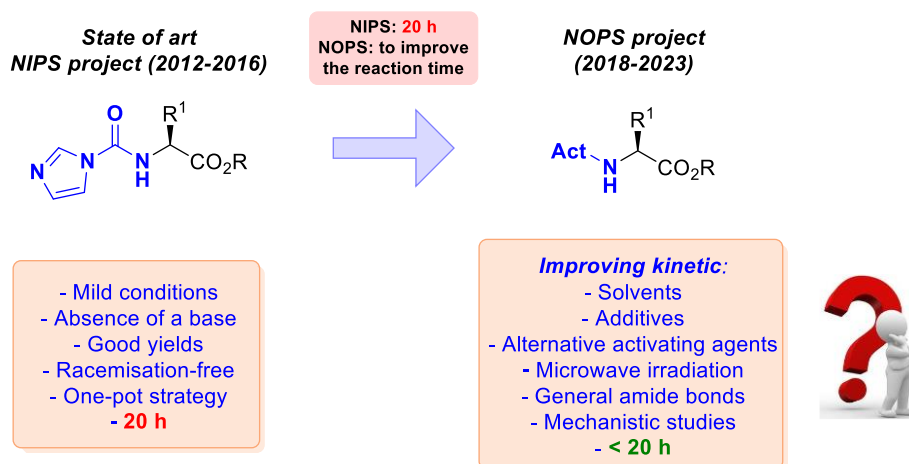 State of art
NIPS project (2012-2016)
NIPS: 20 h
NOPS: to improve
the reaction time
NOPS project
(2018-2023)
O
R1
N
N
N
H
CO2R
R1
Act
N
H
CO2R
- Mild conditions
- Absence of a base
- Good yields
- Racemisation-free
- One-pot strategy
- 20 h
Improving kinetic:
- Solvents
- Additives
- Alternative activating agents
- Microwave irradiation
- General amide bonds
- Mechanistic studies
- < 20 h
?